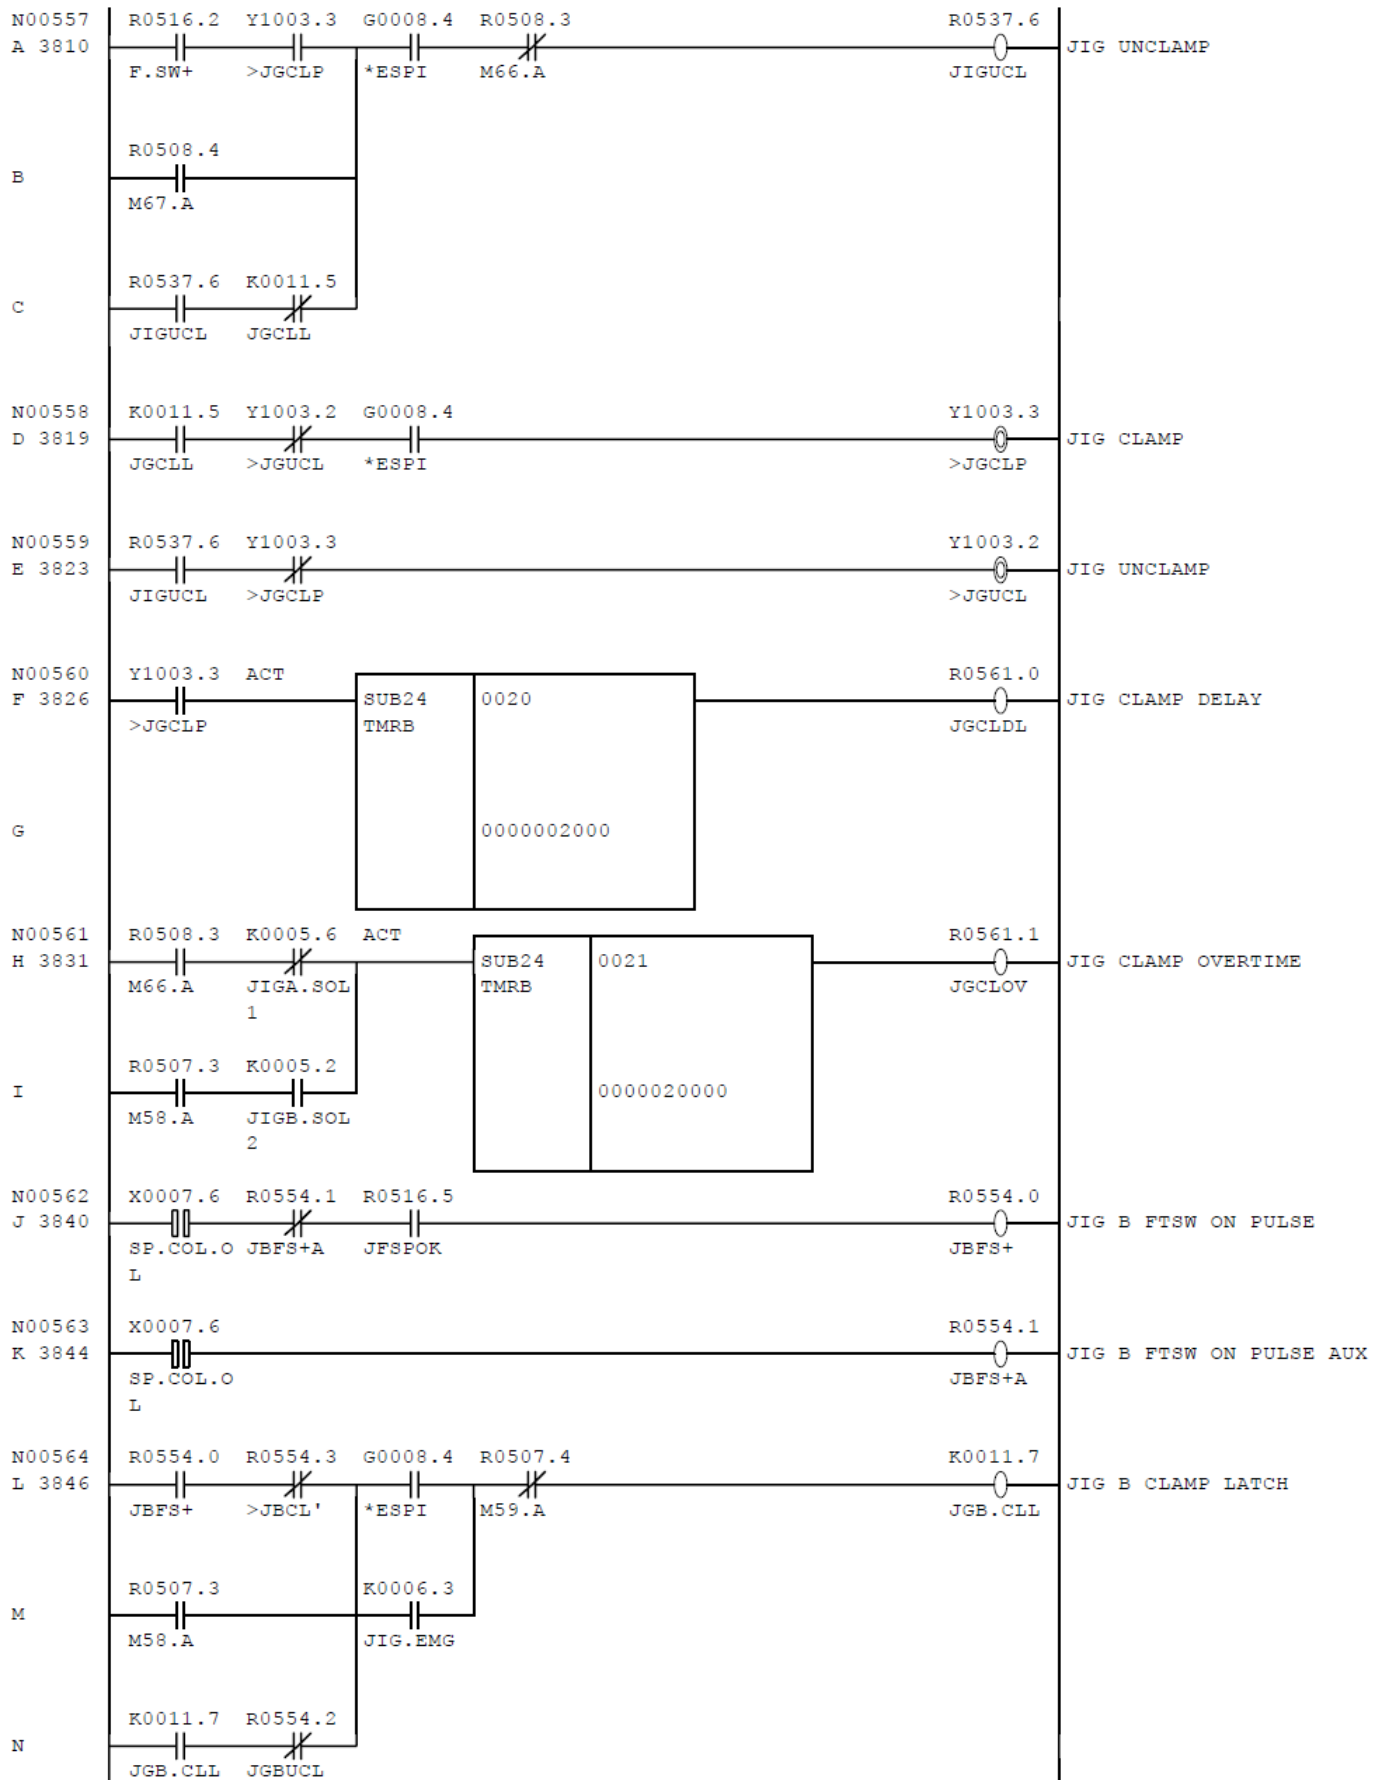 N00557 R0516.2 Y1003.3 G0008.4 R0508.3 R0537.6
A 3810 JIG UNCLAMP
F.SW+ >JGCLP *ESPI M66.A JIGUCL
R0508.4
B
M67.A
R0537.6 K0011.5
C
JIGUCL JGCLL
N00558 K0011.5 Y1003.2 G0008.4 Y1003.3
D 3819 JIG CLAMP
JGCLL >JGUCL *ESPI >JGCLP
N00559 R0537.6 Y1003.3 Y1003.2
E 3823 JIG UNCLAMP
JIGUCL >JGCLP >JGUCL
N00560 Y1003.3 ACT R0561.0
F 3826 SUB24 0020 JIG CLAMP DELAY
>JGCLP TMRB JGCLDL
G 0000002000
N00561 R0508.3 K0005.6 ACT R0561.1
H 3831 SUB24 0021 JIG CLAMP OVERTIME
M66.A JIGA.SOL TMRB JGCLOV
1
R0507.3 K0005.2
I 0000020000
M58.A JIGB.SOL
2
N00562 X0007.6 R0554.1 R0516.5 R0554.0
J 3840 JIG B FTSW ON PULSE
SP.COL.O JBFS+A JFSPOK JBFS+
L
N00563 X0007.6 R0554.1
K 3844 JIG B FTSW ON PULSE AUX
SP.COL.O JBFS+A
L
N00564 R0554.0 R0554.3 G0008.4 R0507.4 K0011.7
L 3846 JIG B CLAMP LATCH
JBFS+ >JBCL' *ESPI M59.A JGB.CLL
R0507.3 K0006.3
M
M58.A JIG.EMG
K0011.7 R0554.2
N
JGB.CLL JGBUCL